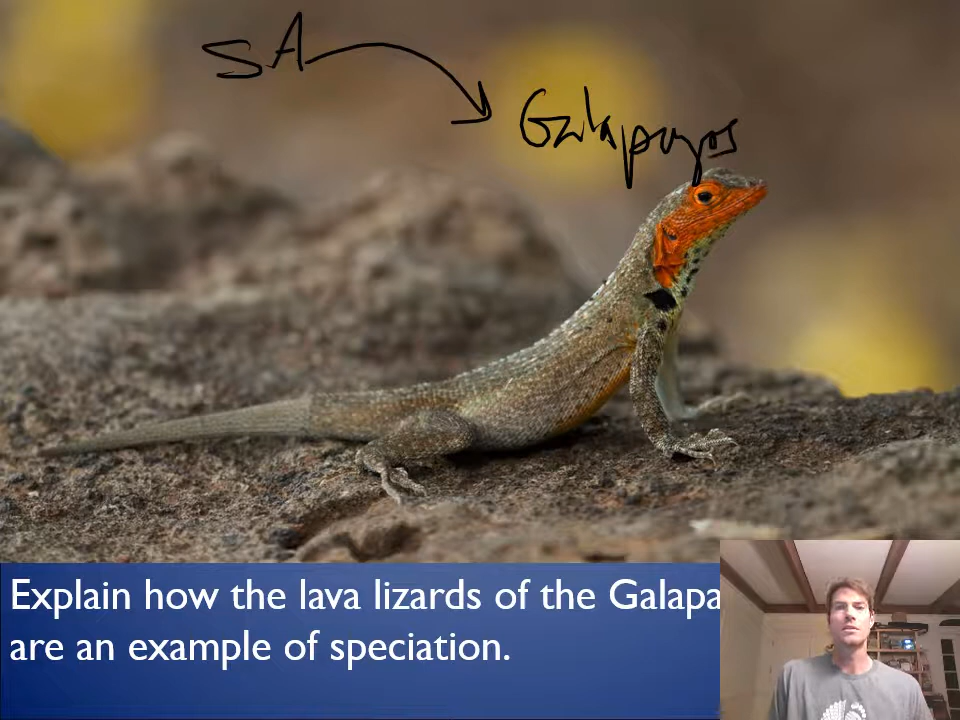 SA
Galapagos
Explain how the lava lizards of the Galapa
are an example of speciation.